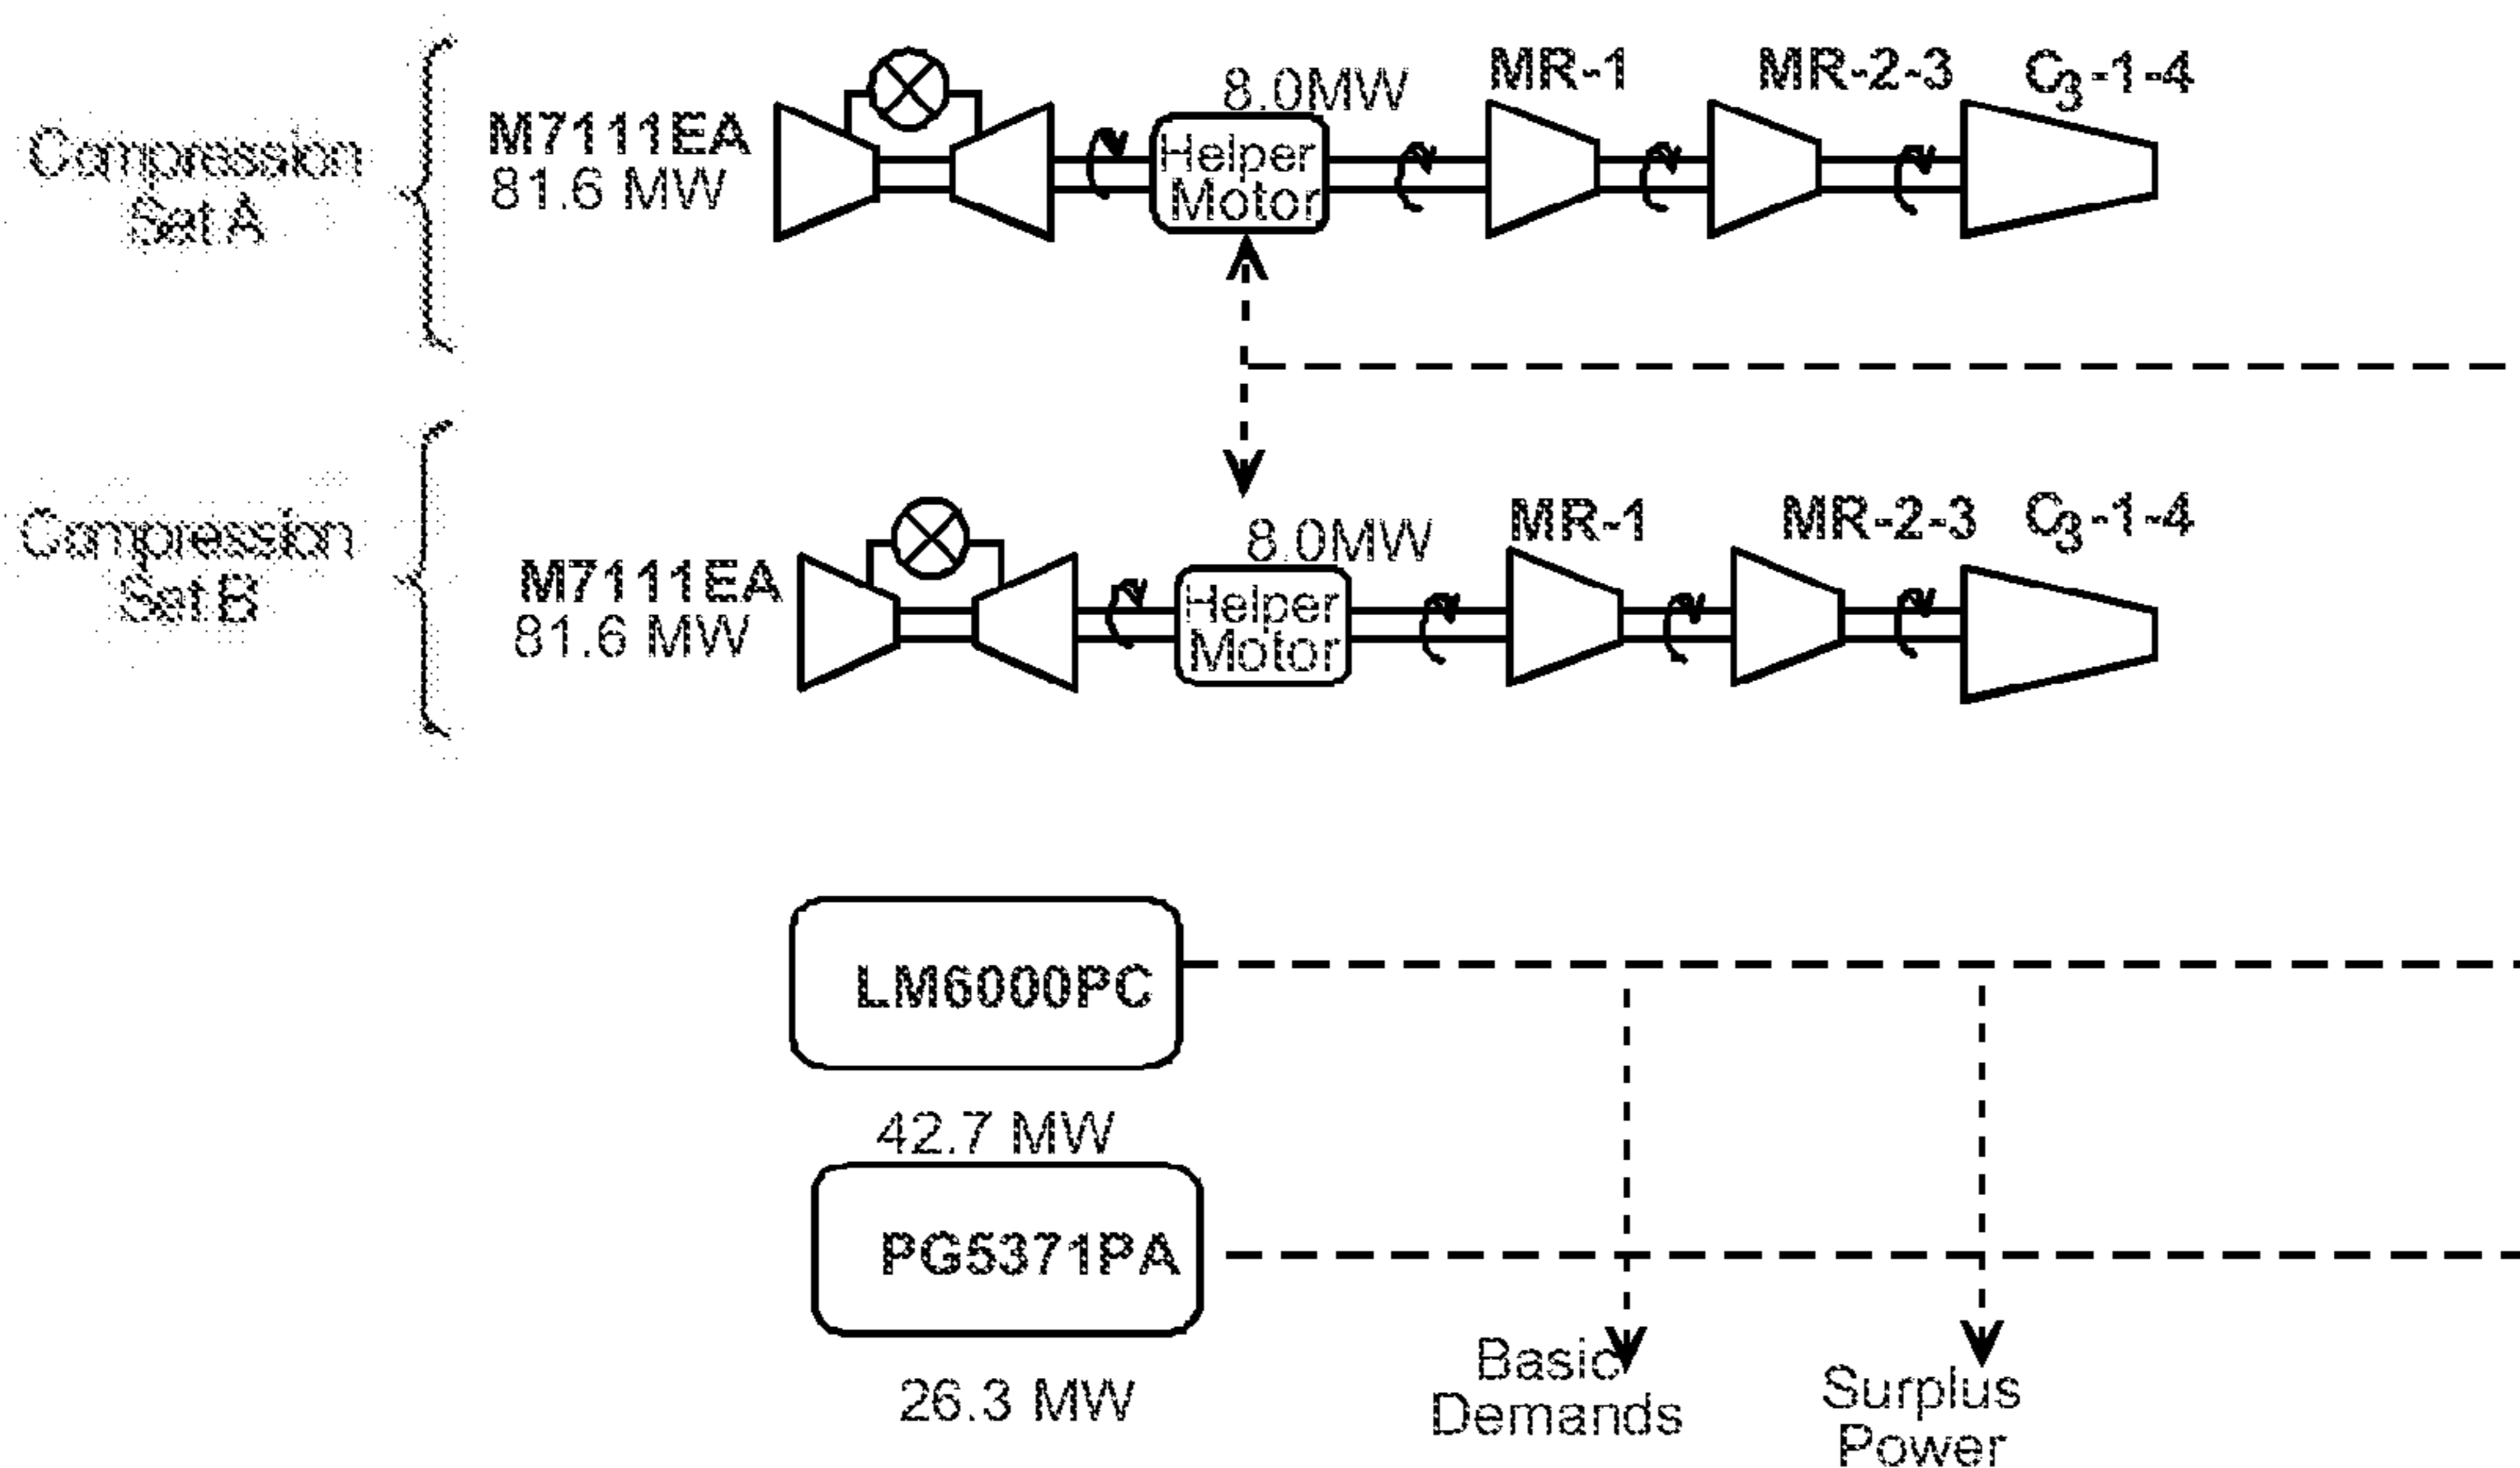 MR-1 MR-2-3 C₃-1-4
8.0MW
M7111EA
81.6 MW
Compression
Set A
Helper
Motor
MR-1 MR-2-3 C₃-1-4
8.0MW
Compression
Set B
M7111EA
81.6 MW
Helper
Motor
LM6000PC
42.7 MW
PG5371PA
26.3 MW
Basic
Demands
Surplus
Power